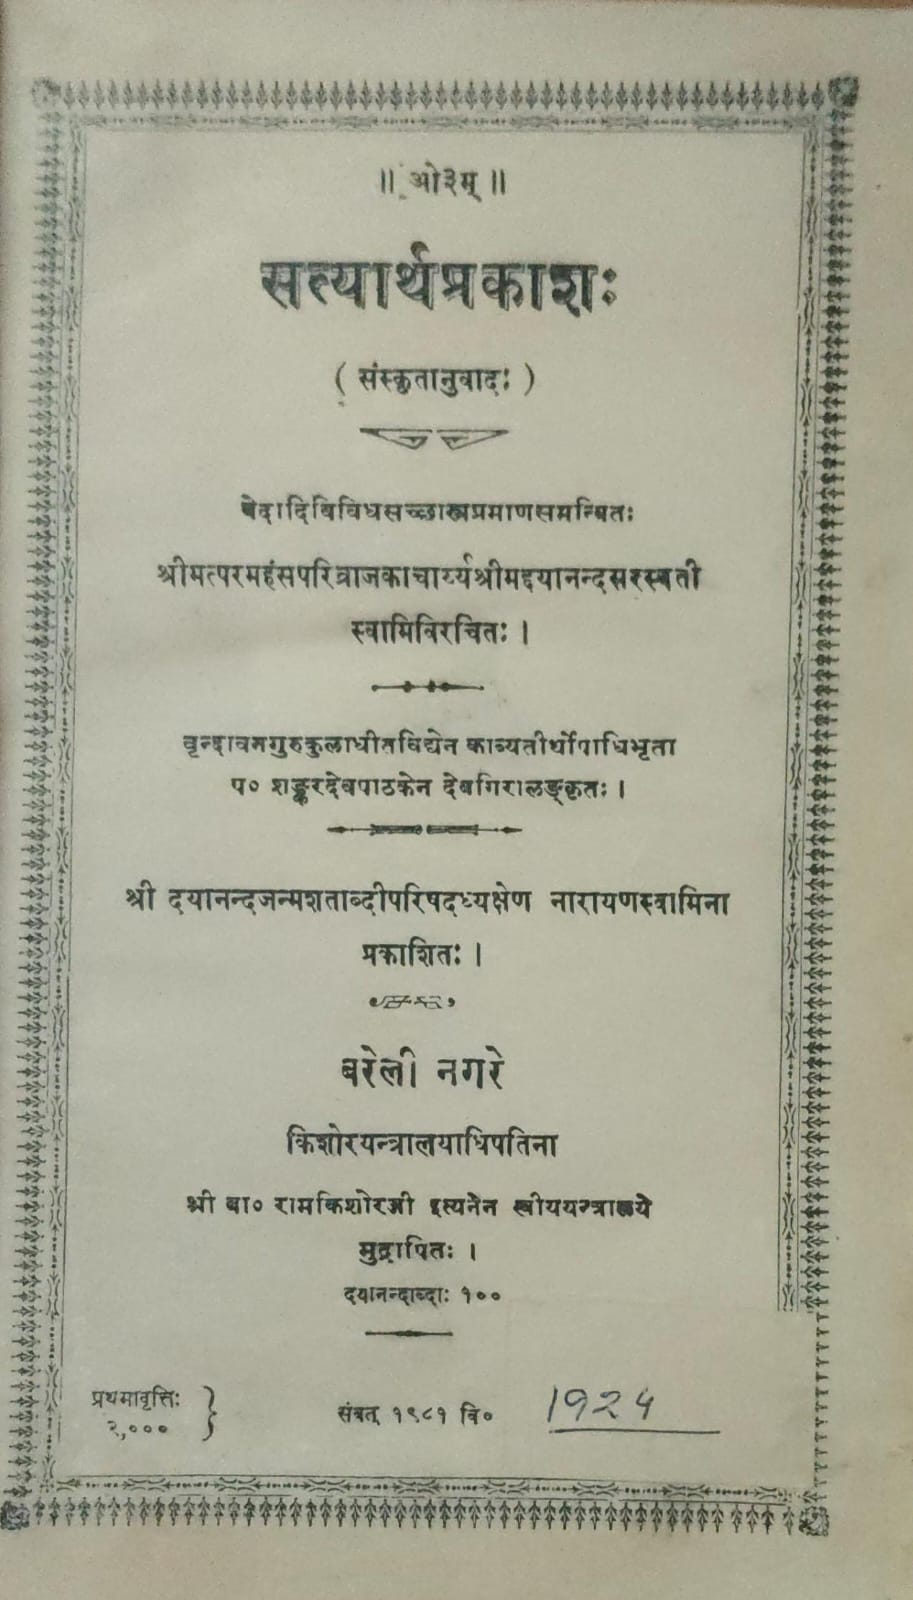 ॥ ओ३म् ॥
सत्यार्थप्रकाशः
( संस्कृतानुवादः )
वेदादिविविधसच्छास्त्रप्रमाणसमन्वितः
श्रीमत्परमहंसपरिव्राजकाचार्य्यश्रीमद्दयानन्दसरस्वती
स्वामिविरचितः ।
वृन्दावनगुरुकुलाधीतविद्येन काव्यतीर्थोपाधिभृता
प० शङ्करदेवपाठकेन देवगिरालङ्कृतः ।
श्री दयानन्दजन्मशताब्दीपरिषदध्यक्षेण नारायणस्वामिना
प्रकाशितः ।
बरेली नगरे
किशोरयन्त्रालयाधिपतिना
श्री बा० रामकिशोरजी इत्यनेन स्वीययन्त्रालये
मुद्रापितः ।
दयानन्दाब्दाः १००
प्रथमावृत्तिः
२,०००
संवत् १९८१ वि० 1924